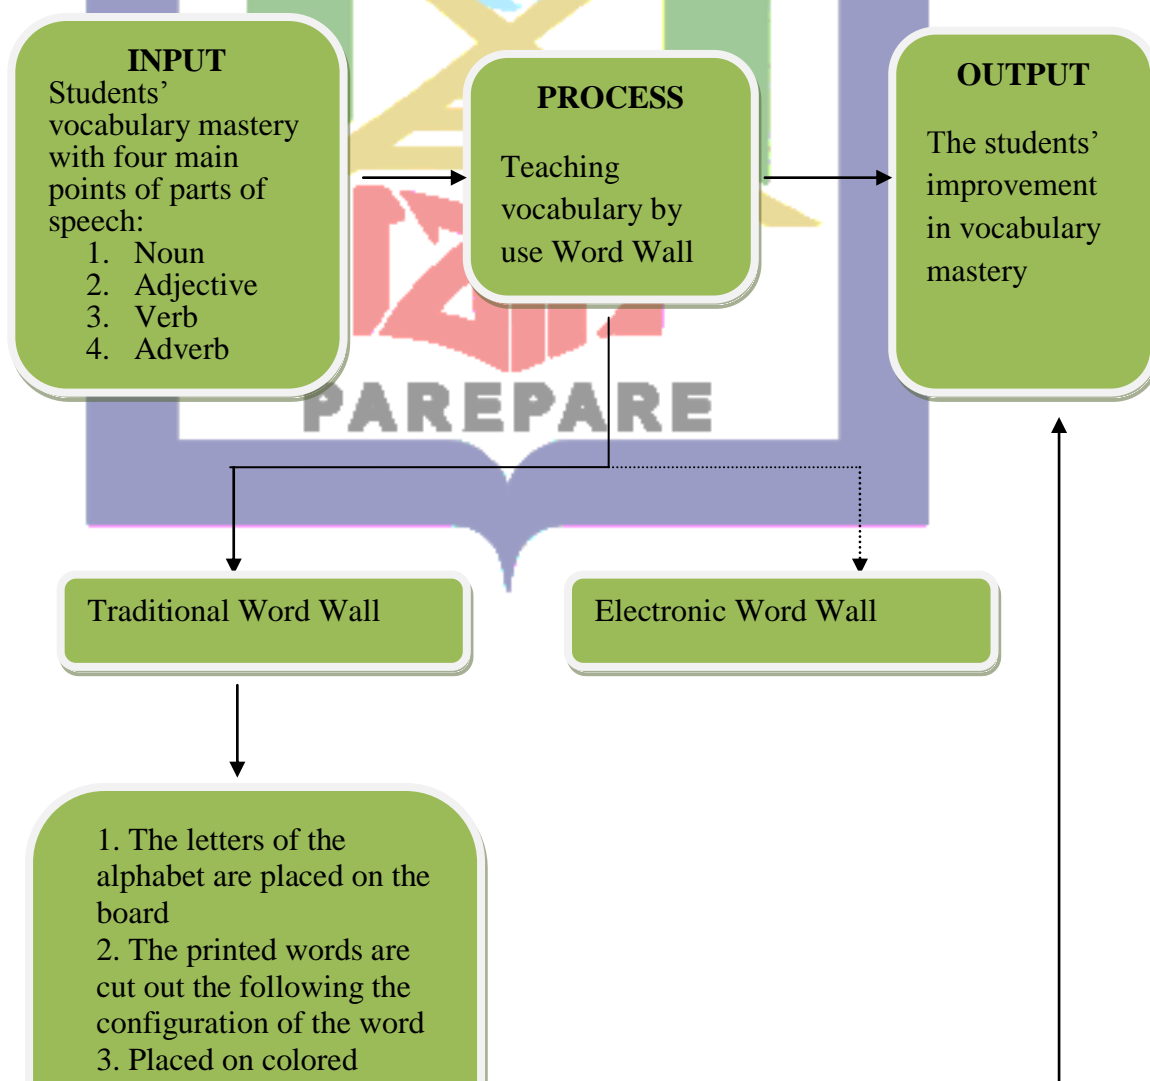 INPUT
Students’
vocabulary mastery
with four main
points of parts of
speech:
1. Noun
2. Adjective
3. Verb
4. Adverb
PROCESS
Teaching
vocabulary by
use Word Wall
OUTPUT
The students’
improvement
in vocabulary
mastery
PAREPARE
Traditional Word Wall
Electronic Word Wall
1. The letters of the
alphabet are placed on the
board
2. The printed words are
cut out the following the
configuration of the word
3. Placed on colored